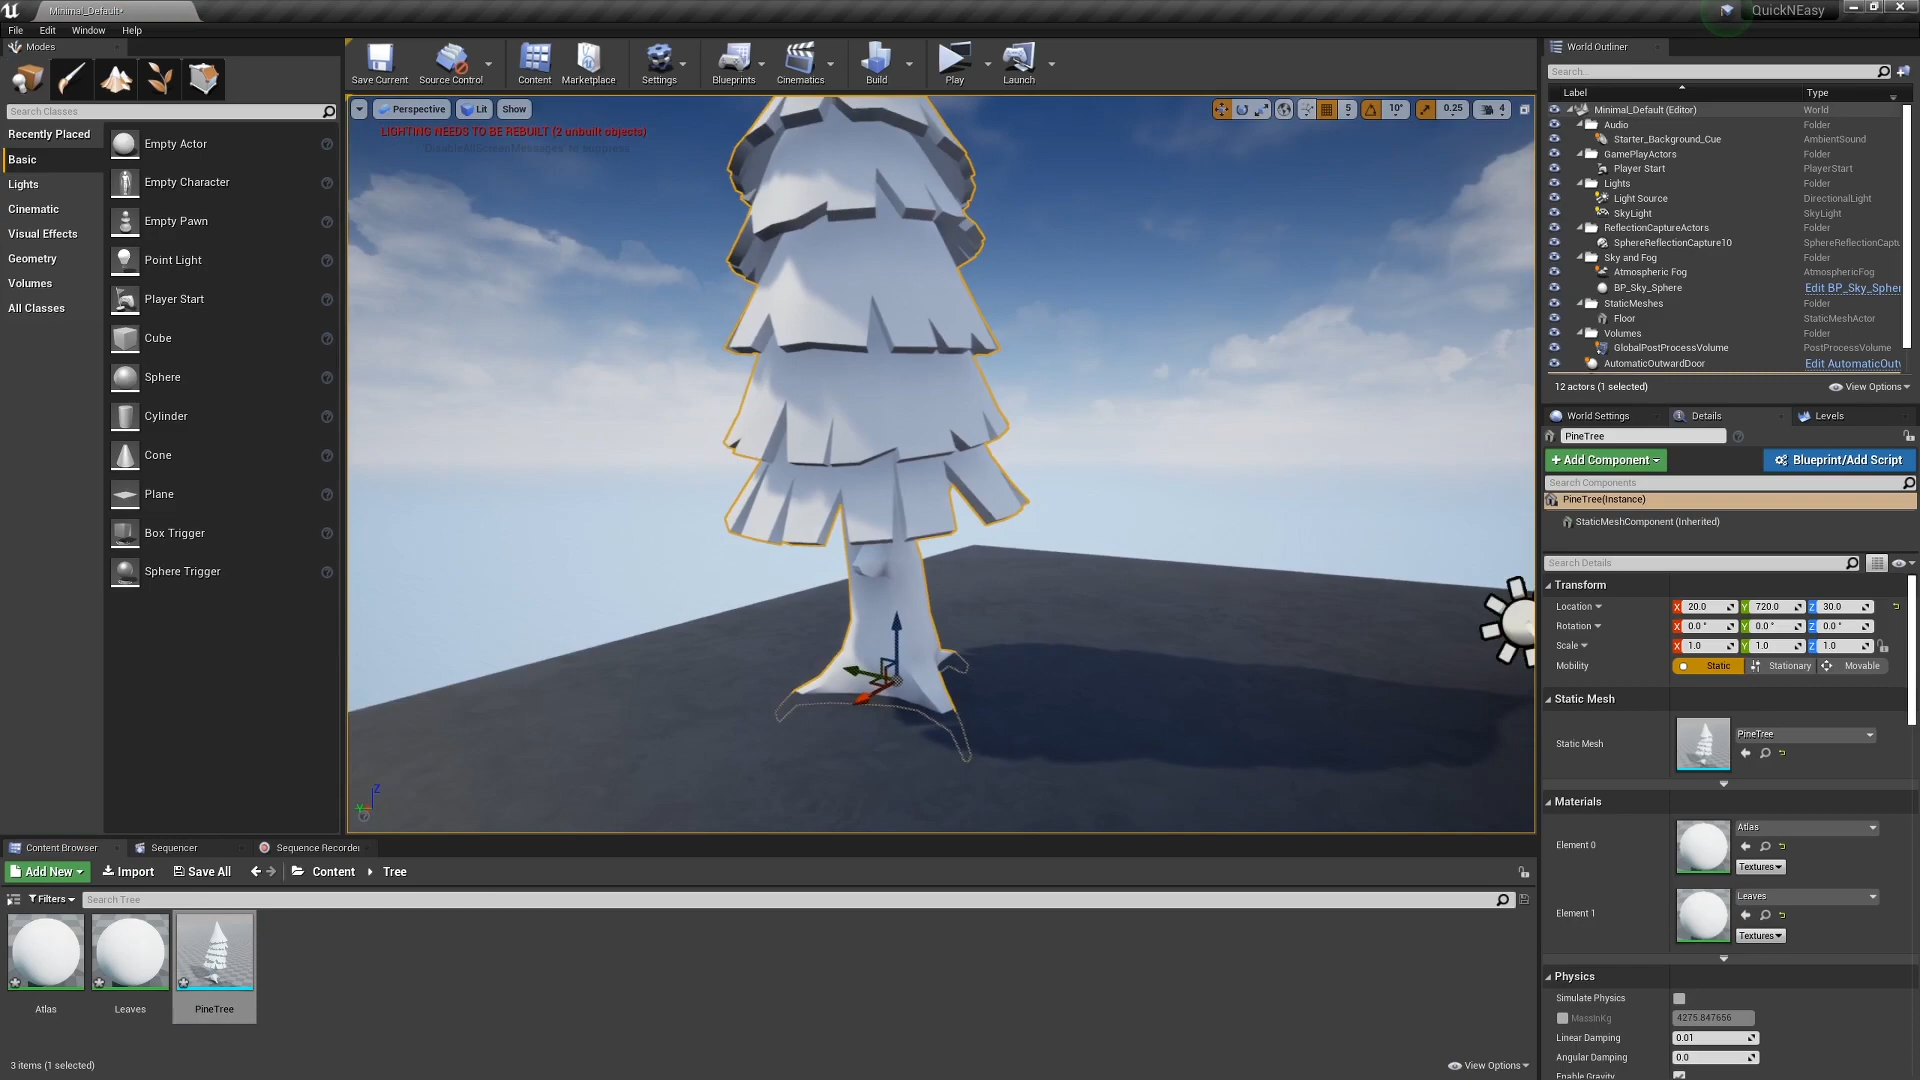 Minimal_Default*
QuickNEasy
File Edit Window Help
Modes
Search Classes
Recently Placed
Basic
Lights
Cinematic
Visual Effects
Geometry
Volumes
All Classes
Empty Actor
Empty Character
Empty Pawn
Point Light
Player Start
Cube
Sphere
Cylinder
Cone
Plane
Box Trigger
Sphere Trigger
Save Current Source Control Content Marketplace Settings Blueprints Cinematics Build Play Launch
Perspective Lit Show
5 10° 0.25 4
LIGHTING NEEDS TO BE REBUILT (2 unbuilt objects)
'DisableAllScreenMessages' to suppress
Z
World Outliner
Search...
Label Type
Minimal_Default (Editor) World
Audio Folder
Starter_Background_Cue AmbientSound
GamePlayActors Folder
Player Start PlayerStart
Lights Folder
Light Source DirectionalLight
SkyLight SkyLight
ReflectionCaptureActors Folder
SphereReflectionCapture10 SphereReflectionCaptu
Sky and Fog Folder
Atmospheric Fog AtmosphericFog
BP_Sky_Sphere Edit BP_Sky_Spher
StaticMeshes Folder
Floor StaticMeshActor
Volumes Folder
GlobalPostProcessVolume PostProcessVolume
AutomaticOutwardDoor Edit AutomaticOutw
12 actors (1 selected) View Options
World Settings Details Levels
PineTree
+ Add Component Blueprint/Add Script
Search Components
PineTree(Instance)
StaticMeshComponent (Inherited)
Search Details
Transform
Location X 20.0 Y 720.0 Z 30.0
Rotation X 0.0° Y 0.0° Z 0.0°
Scale X 1.0 Y 1.0 Z 1.0
Mobility Static Stationary Movable
Static Mesh
Static Mesh PineTree
Materials
Element 0 Atlas
Textures
Element 1 Leaves
Textures
Physics
Simulate Physics
MassInKg 4275.847656
Linear Damping 0.01
Angular Damping 0.0
Enable Gravity
Content Browser Sequencer Sequence Recorder
Add New Import Save All Content Tree
Filters Search Tree
Atlas Leaves PineTree
3 items (1 selected) View Options